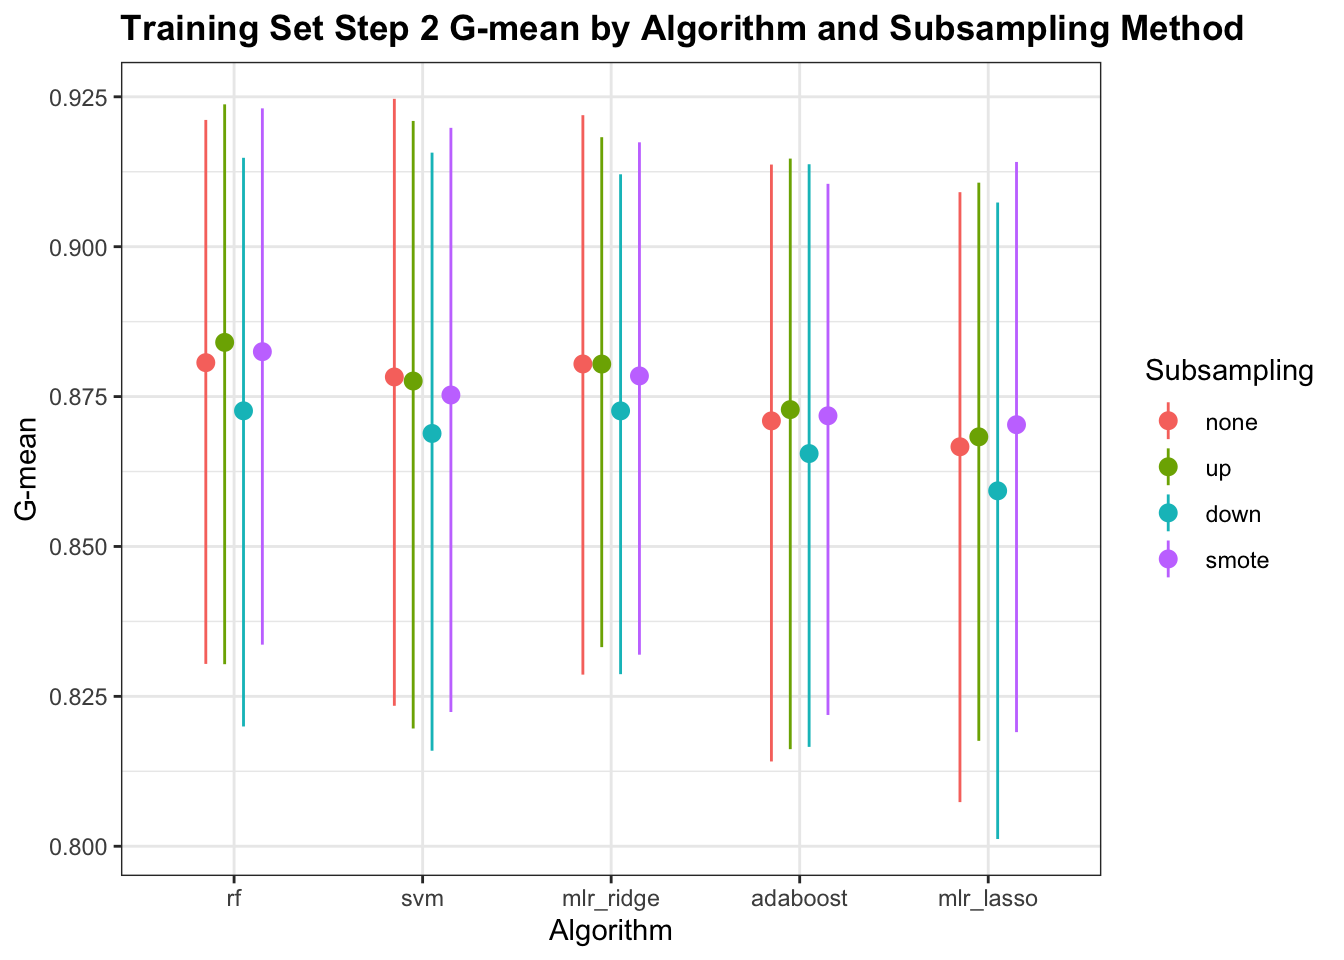 Training Set Step 2 G-mean by Algorithm and Subsampling Method
0.925
0.900
0.875
0.850
0.825
0.800
G-mean
rf
svm
mlr_ridge
adaboost
mlr_lasso
Algorithm
Subsampling
none
up
down
smote